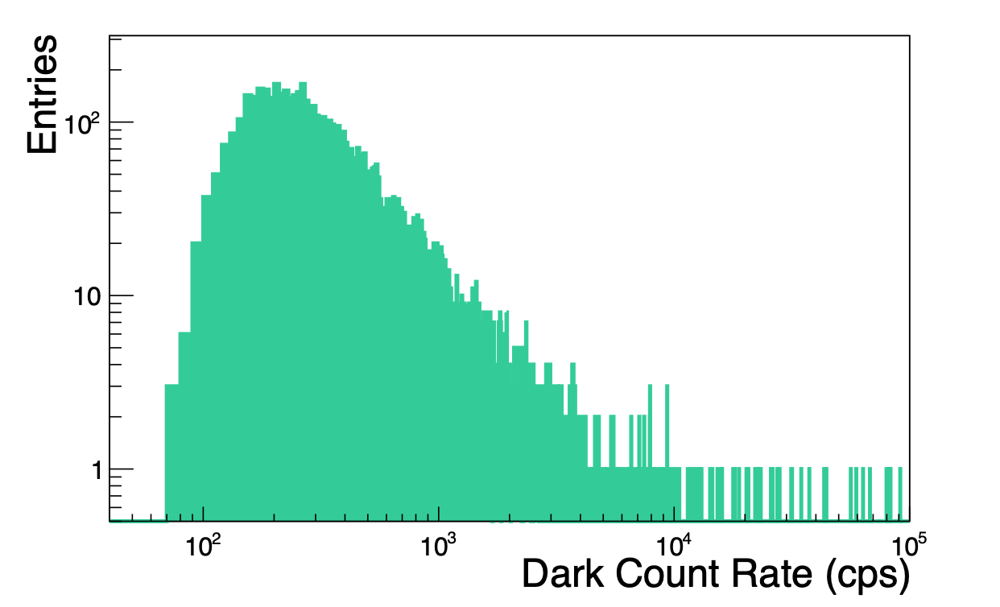 Entries
10²
10
1
10² 10³ 10⁴ 10⁵
Dark Count Rate (cps)